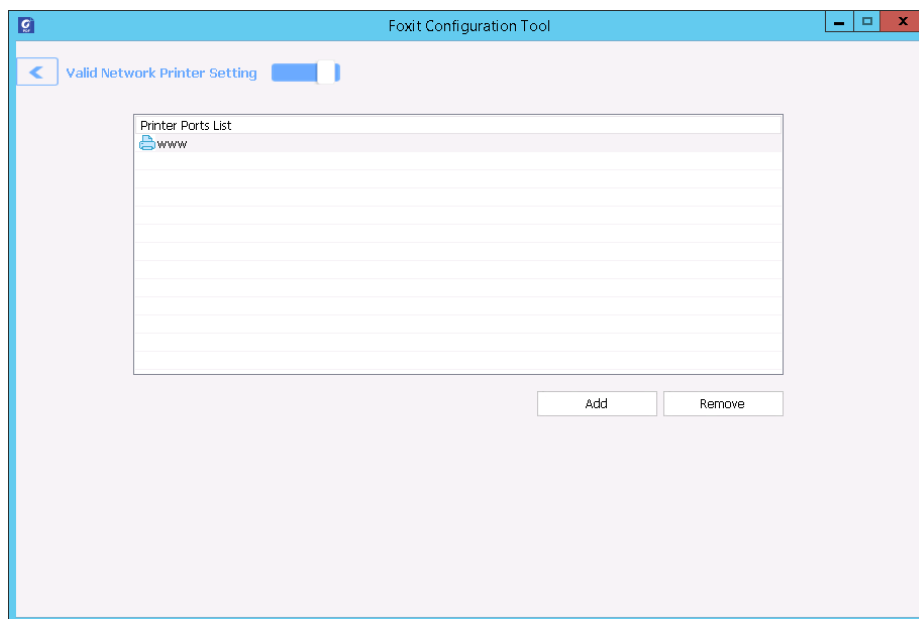 Foxit Configuration Tool
Valid Network Printer Setting
Printer Ports List
www
Add
Remove